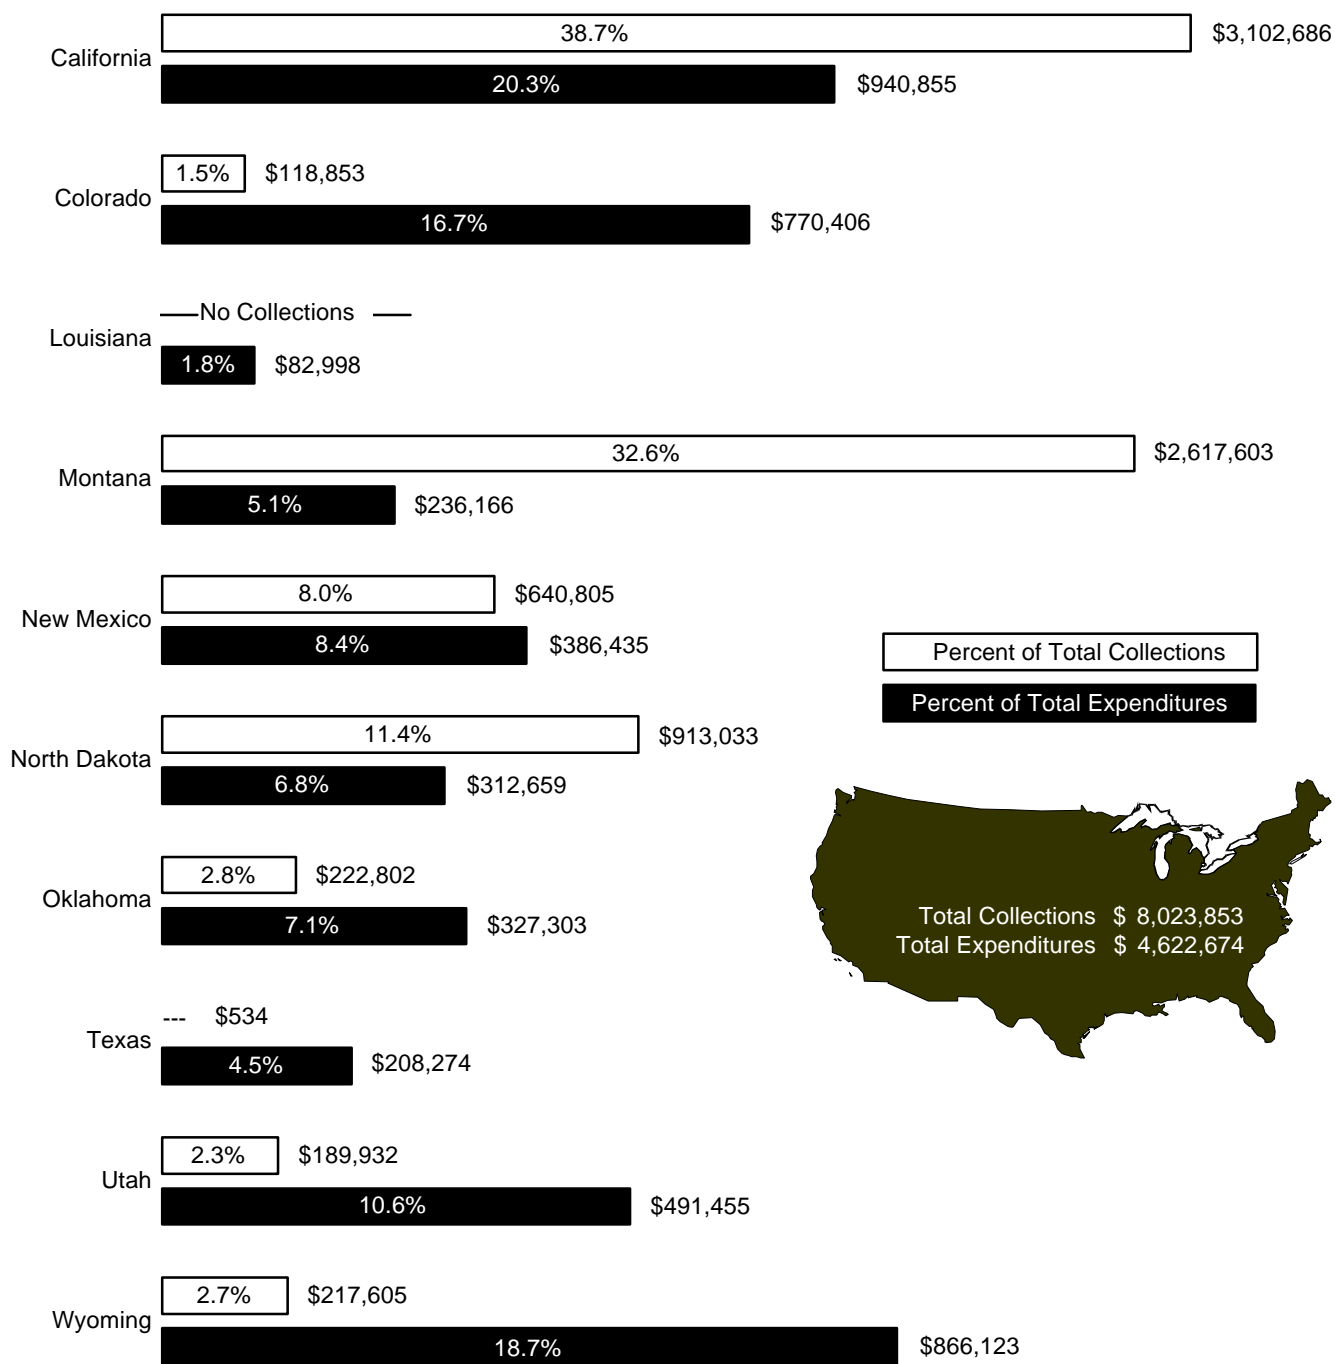 38.7% $3,102,686
California
20.3% $940,855
1.5% $118,853
Colorado
16.7% $770,406
No Collections
Louisiana
1.8% $82,998
32.6% $2,617,603
Montana
5.1% $236,166
8.0% $640,805
New Mexico
8.4% $386,435
Percent of Total Collections
Percent of Total Expenditures
11.4% $913,033
North Dakota
6.8% $312,659
2.8% $222,802
Oklahoma
7.1% $327,303
Total Collections $ 8,023,853
Total Expenditures $ 4,622,674
--- $534
Texas
4.5% $208,274
2.3% $189,932
Utah
10.6% $491,455
2.7% $217,605
Wyoming
18.7% $866,123